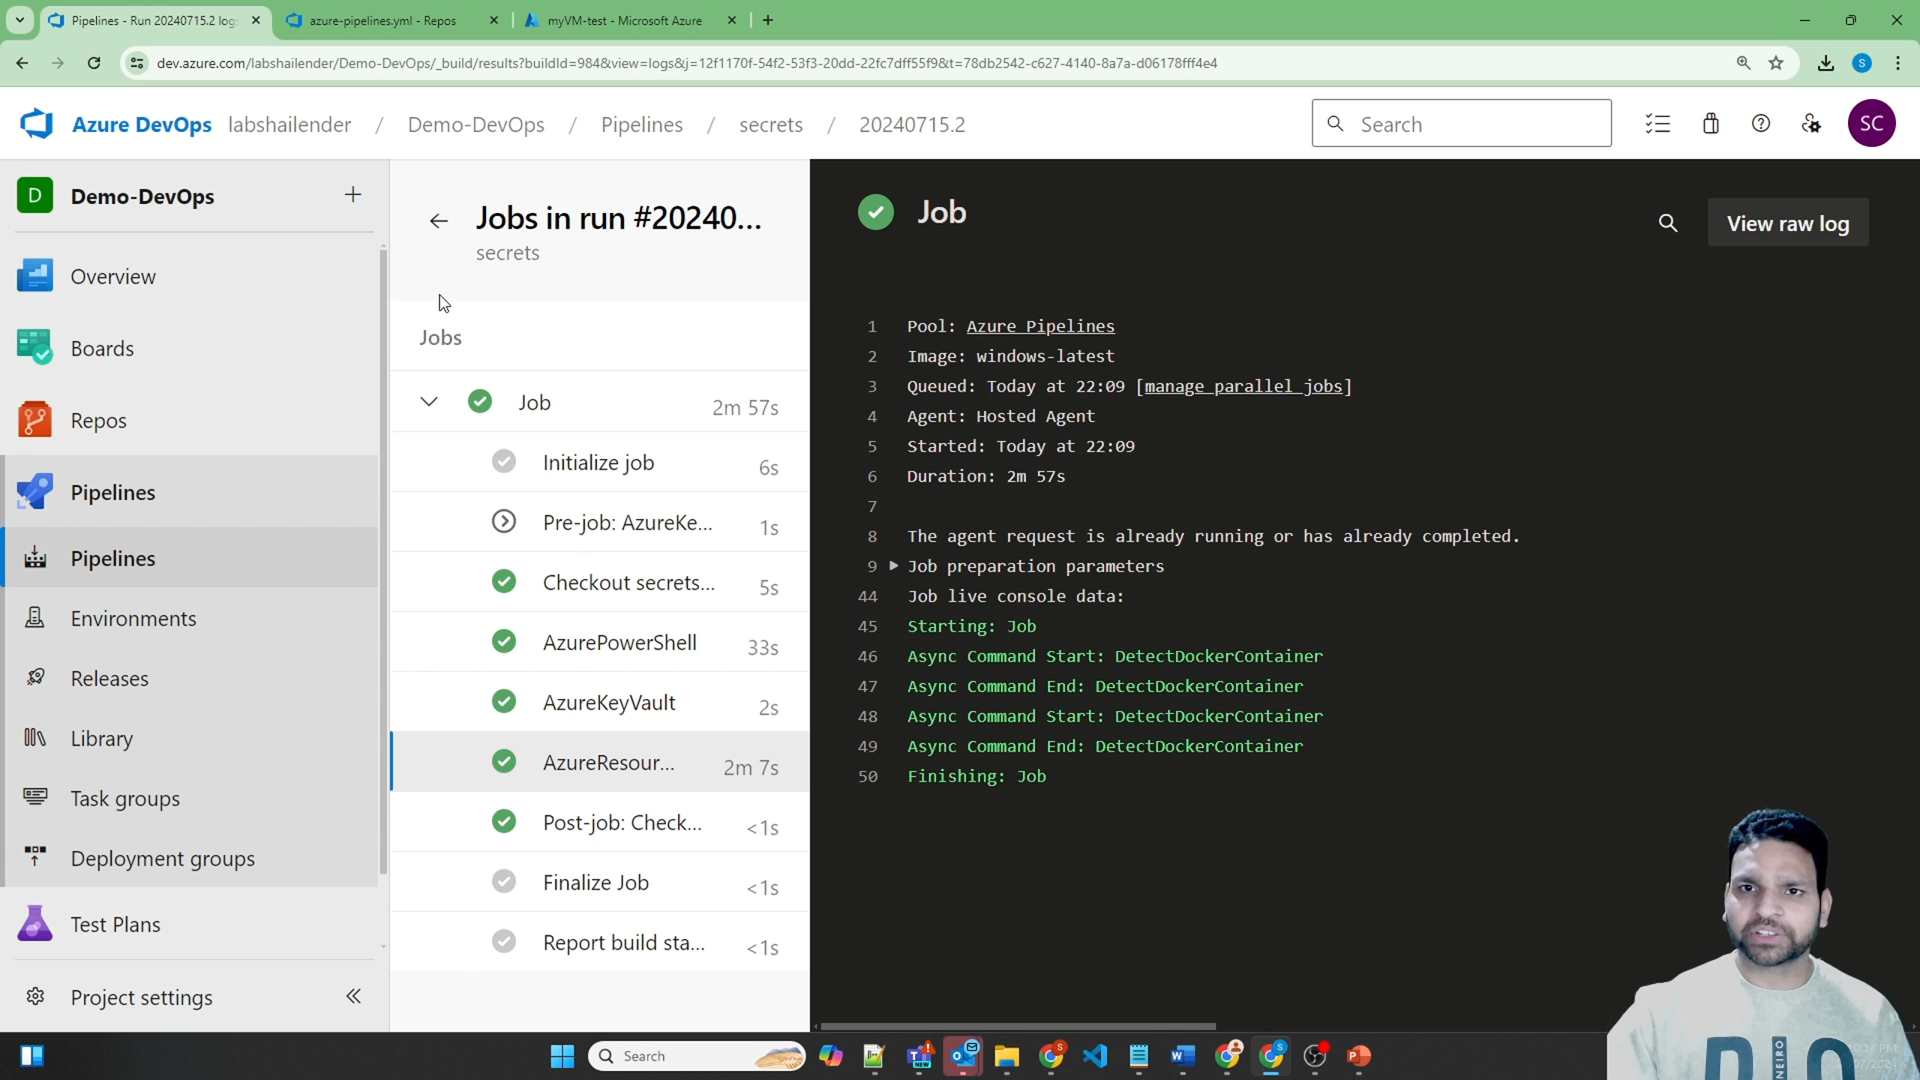 Pipelines - Run 20240715.2 logs
azure-pipelines.yml - Repos
myVM-test - Microsoft Azure
dev.azure.com/labshailender/Demo-DevOps/_build/results?buildId=984&view=logs&j=12f1170f-54f2-53f3-20dd-22fc7dff55f9&t=78db2542-c627-4140-8a7a-d06178fff4e4
S
Azure DevOps labshailender / Demo-DevOps / Pipelines / secrets / 20240715.2
Search
SC
D Demo-DevOps
Overview
Boards
Repos
Pipelines
Pipelines
Environments
Releases
Library
Task groups
Deployment groups
Test Plans
Project settings
Jobs in run #20240...
secrets
Jobs
Job 2m 57s
Initialize job 6s
Pre-job: AzureKe... 1s
Checkout secrets... 5s
AzurePowerShell 33s
AzureKeyVault 2s
AzureResour... 2m 7s
Post-job: Check... <1s
Finalize Job <1s
Report build sta... <1s
Job
View raw log
1 Pool: Azure Pipelines
2 Image: windows-latest
3 Queued: Today at 22:09 [manage parallel jobs]
4 Agent: Hosted Agent
5 Started: Today at 22:09
6 Duration: 2m 57s
7
8 The agent request is already running or has already completed.
9 Job preparation parameters
44 Job live console data:
45 Starting: Job
46 Async Command Start: DetectDockerContainer
47 Async Command End: DetectDockerContainer
48 Async Command Start: DetectDockerContainer
49 Async Command End: DetectDockerContainer
50 Finishing: Job
Search